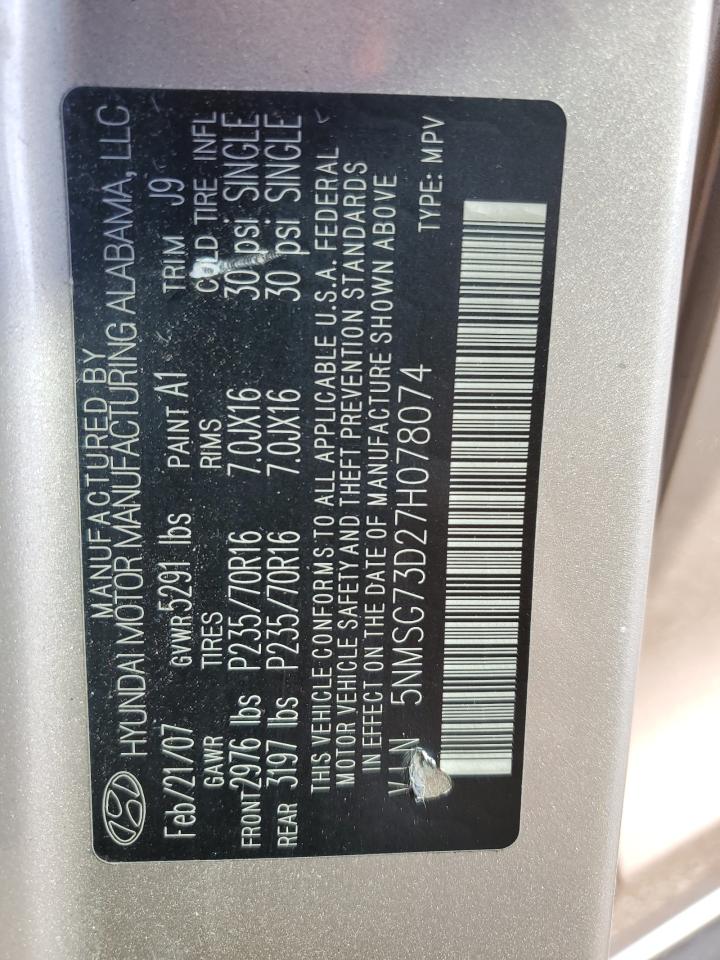 MANUFACTURED BY
HYUNDAI MOTOR MANUFACTURING ALABAMA, LLC
Feb/21/07 GVWR 5291 lbs PAINT A1 TRIM J9
GAWR TIRES RIMS COLD TIRE INFL
FRONT 2976 lbs P235/70R16 7.0JX16 30 psi SINGLE
REAR 3197 lbs P235/70R16 7.0JX16 30 psi SINGLE
THIS VEHICLE CONFORMS TO ALL APPLICABLE U.S.A. FEDERAL
MOTOR VEHICLE SAFETY AND THEFT PREVENTION STANDARDS
IN EFFECT ON THE DATE OF MANUFACTURE SHOWN ABOVE
VIN 5NMSG73D27H078074 TYPE: MPV